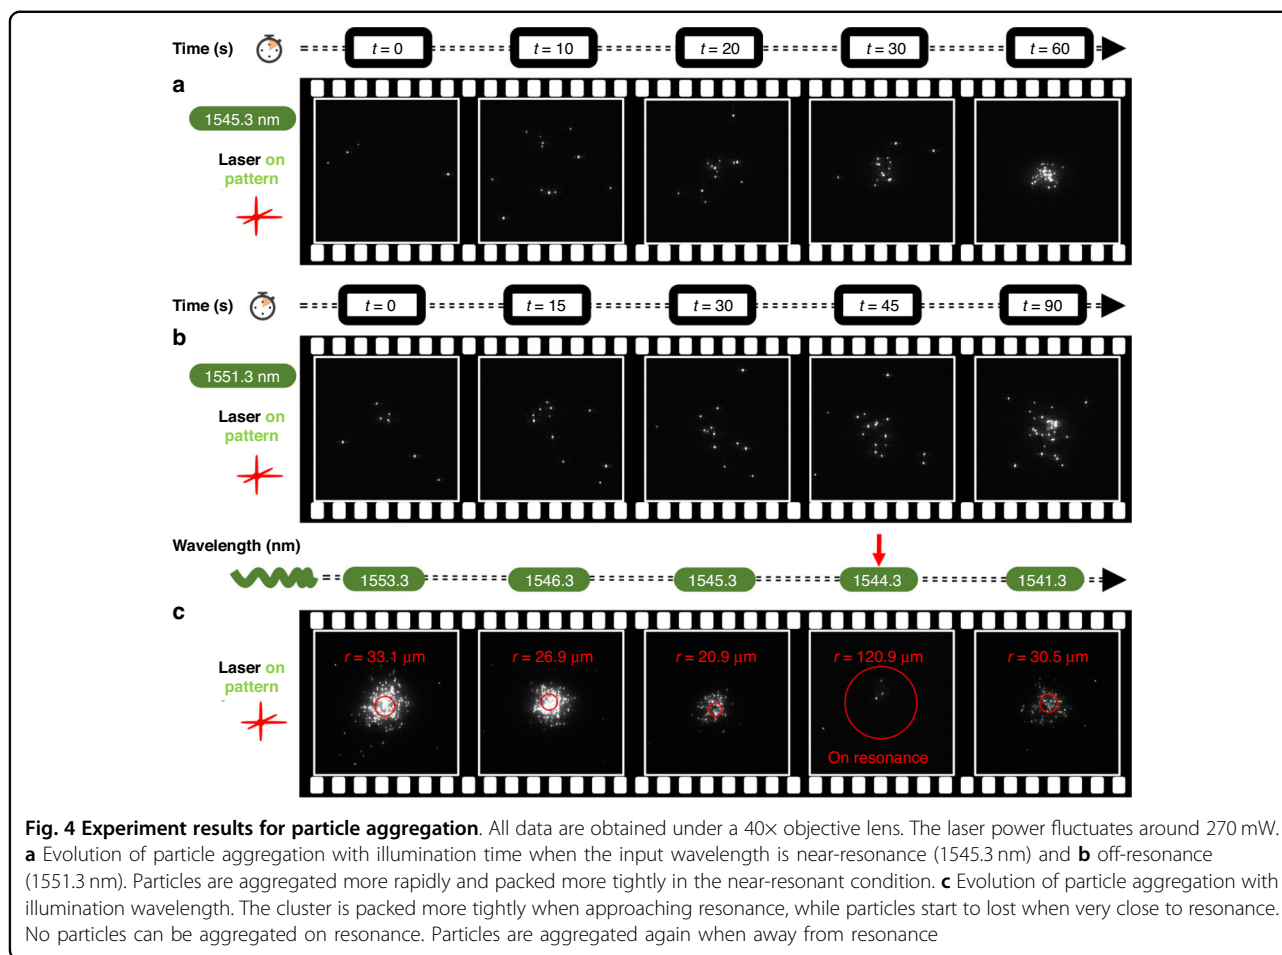 Time (s) t = 0 t = 10 t = 20 t = 30 t = 60
a
1545.3 nm
Laser on
pattern
Time (s) t = 0 t = 15 t = 30 t = 45 t = 90
b
1551.3 nm
Laser on
pattern
Wavelength (nm)
1553.3 1546.3 1545.3 1544.3 1541.3
c
Laser on
pattern
r = 33.1 μm r = 26.9 μm r = 20.9 μm r = 120.9 μm r = 30.5 μm
On resonance
Fig. 4 Experiment results for particle aggregation. All data are obtained under a 40× objective lens. The laser power fluctuates around 270 mW.
a Evolution of particle aggregation with illumination time when the input wavelength is near-resonance (1545.3 nm) and b off-resonance
(1551.3 nm). Particles are aggregated more rapidly and packed more tightly in the near-resonant condition. c Evolution of particle aggregation with
illumination wavelength. The cluster is packed more tightly when approaching resonance, while particles start to lost when very close to resonance.
No particles can be aggregated on resonance. Particles are aggregated again when away from resonance